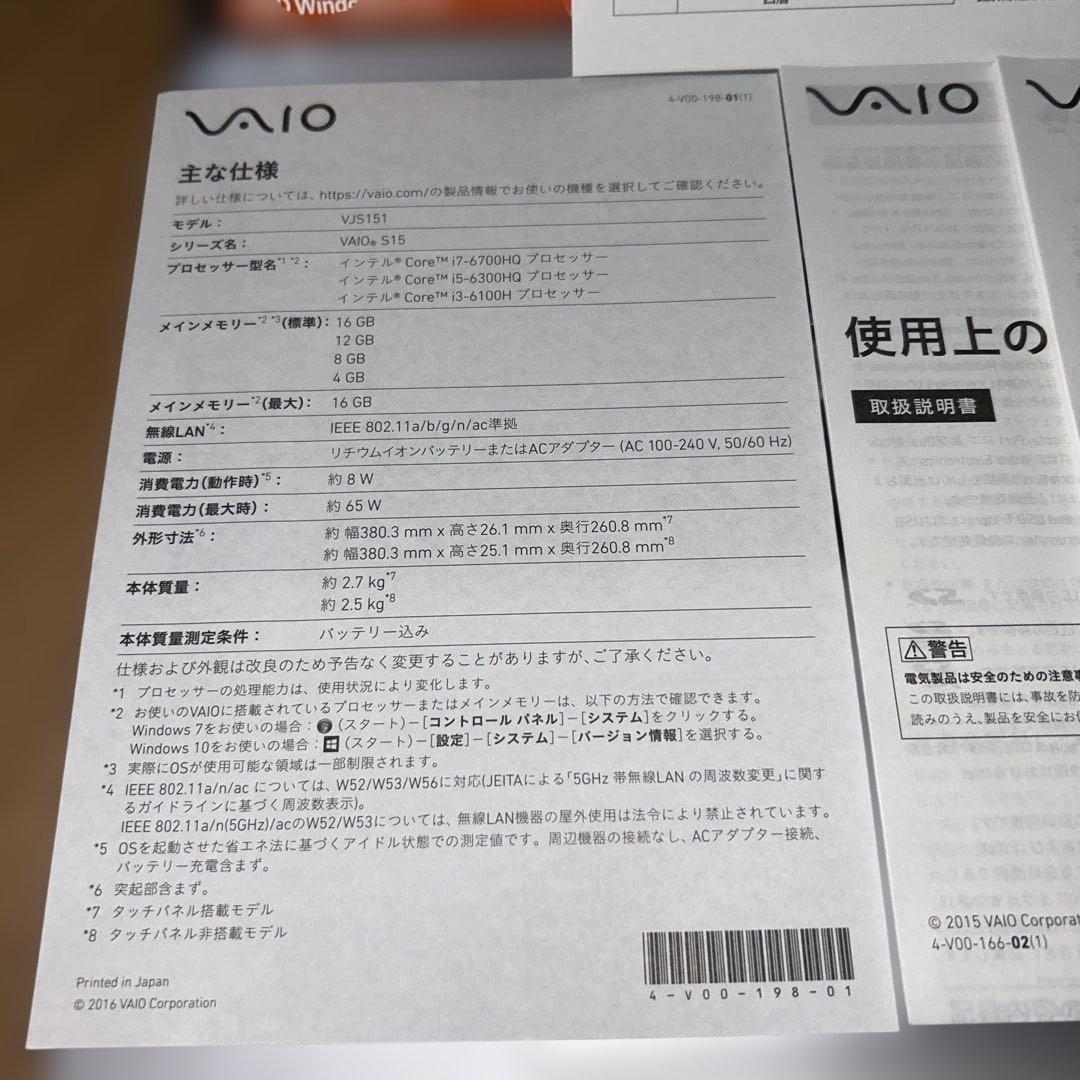 Windo
VAIO
4-V00-198-01(1)
主な仕様
詳しい仕様については、https://vaio.com/の製品情報でお使いの機種を選択してご確認ください。
モデル： VJS151
シリーズ名： VAIO® S15
プロセッサー型名*1 *2： インテル® Core™ i7-6700HQ プロセッサー
インテル® Core™ i5-6300HQ プロセッサー
インテル® Core™ i3-6100H プロセッサー
メインメモリー*2 *3(標準)： 16 GB
12 GB
8 GB
4 GB
メインメモリー*2(最大)： 16 GB
無線LAN*4： IEEE 802.11a/b/g/n/ac準拠
電源： リチウムイオンバッテリーまたはACアダプター (AC 100-240 V, 50/60 Hz)
消費電力(動作時)*5： 約 8 W
消費電力(最大時)： 約 65 W
外形寸法*6： 約 幅380.3 mm x 高さ26.1 mm x 奥行260.8 mm*7
約 幅380.3 mm x 高さ25.1 mm x 奥行260.8 mm*8
本体質量： 約 2.7 kg*7
約 2.5 kg*8
本体質量測定条件： バッテリー込み
仕様および外観は改良のため予告なく変更することがありますが、ご了承ください。
*1 プロセッサーの処理能力は、使用状況により変化します。
*2 お使いのVAIOに搭載されているプロセッサーまたはメインメモリーは、以下の方法で確認できます。
Windows 7をお使いの場合： (スタート)－[コントロール パネル]－[システム]をクリックする。
Windows 10をお使いの場合： (スタート)－[設定]－[システム]－[バージョン情報]を選択する。
*3 実際にOSが使用可能な領域は一部制限されます。
*4 IEEE 802.11a/n/ac については、W52/W53/W56に対応(JEITAによる「5GHz 帯無線LAN の周波数変更」に関す
るガイドラインに基づく周波数表示)。
IEEE 802.11a/n(5GHz)/acのW52/W53については、無線LAN機器の屋外使用は法令により禁止されています。
*5 OSを起動させた省エネ法に基づくアイドル状態での測定値です。周辺機器の接続なし、ACアダプター接続、
バッテリー充電含まず。
*6 突起部含まず。
*7 タッチパネル搭載モデル
*8 タッチパネル非搭載モデル
Printed in Japan
© 2016 VAIO Corporation
4-V00-198-01
VAIO
使用上の
取扱説明書
警告
電気製品は安全のための注意事
この取扱説明書には、事故を防
読みのうえ、製品を安全にお使
© 2015 VAIO Corporat
4-V00-166-02(1)